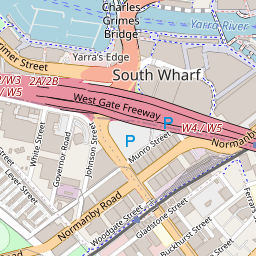 Charles
Grimes
Bridge
Yarra's Edge
Yarra River
South Wharf
mer Street
/W3
/ W5
2A/2B
West Gate Freeway
P
W4 / W5
P
White Street
Governor Road
Johnson Street
Munro Street
Normanby
Lever Street
Normanby Road
Woodgate Street
Gladstone Street
Buckhurst Street
Ferrars